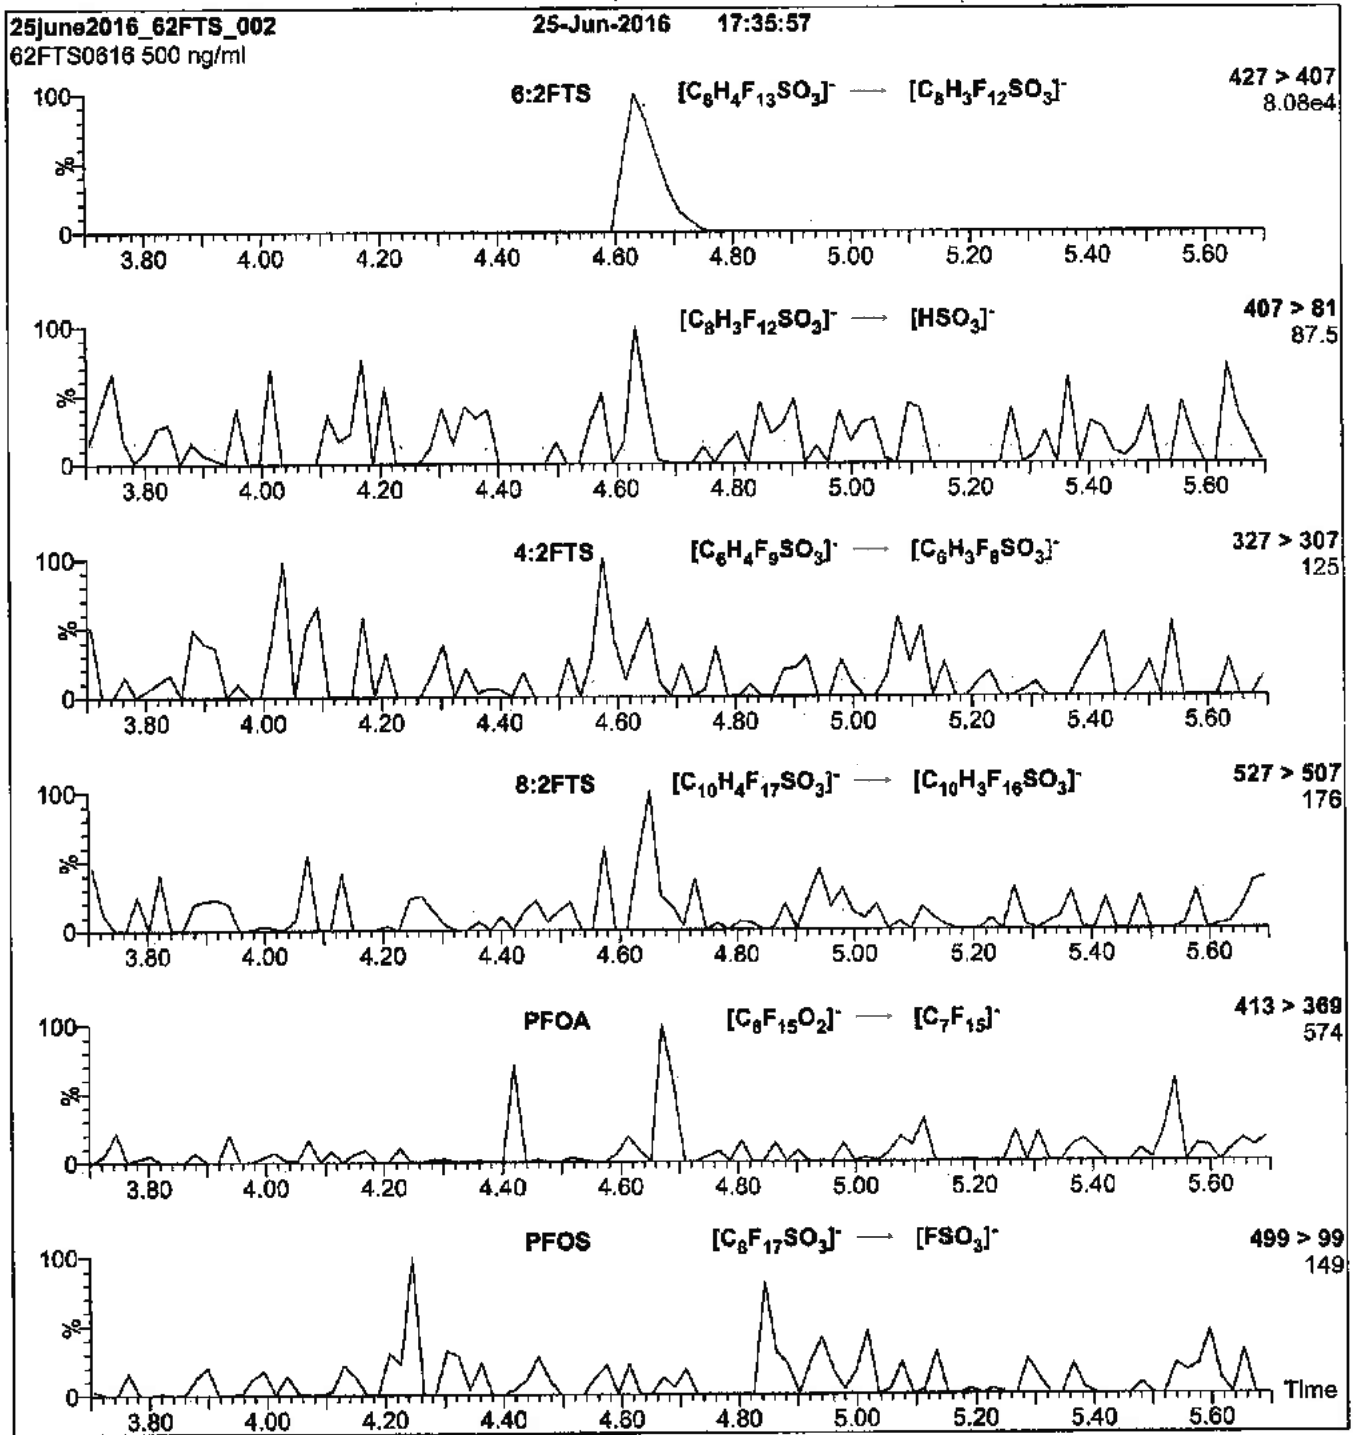 25june2016_62FTS_002 25-Jun-2016 17:35:57
62FTS0616 500 ng/ml
6:2FTS [C₈H₄F₁₃SO₃]⁻ → [C₈H₃F₁₂SO₃]⁻ 427 > 407
8.08e4
100
%
0
3.80 4.00 4.20 4.40 4.60 4.80 5.00 5.20 5.40 5.60
[C₈H₃F₁₂SO₃]⁻ → [HSO₃]⁻ 407 > 81
87.5
100
%
0
3.80 4.00 4.20 4.40 4.60 4.80 5.00 5.20 5.40 5.60
4:2FTS [C₆H₄F₉SO₃]⁻ → [C₆H₃F₈SO₃]⁻ 327 > 307
125
100
%
0
3.80 4.00 4.20 4.40 4.60 4.80 5.00 5.20 5.40 5.60
8:2FTS [C₁₀H₄F₁₇SO₃]⁻ → [C₁₀H₃F₁₆SO₃]⁻ 527 > 507
176
100
%
0
3.80 4.00 4.20 4.40 4.60 4.80 5.00 5.20 5.40 5.60
PFOA [C₈F₁₅O₂]⁻ → [C₇F₁₅]⁻ 413 > 369
574
100
%
0
3.80 4.00 4.20 4.40 4.60 4.80 5.00 5.20 5.40 5.60
PFOS [C₈F₁₇SO₃]⁻ → [FSO₃]⁻ 499 > 99
149
100
%
0
Time
3.80 4.00 4.20 4.40 4.60 4.80 5.00 5.20 5.40 5.60